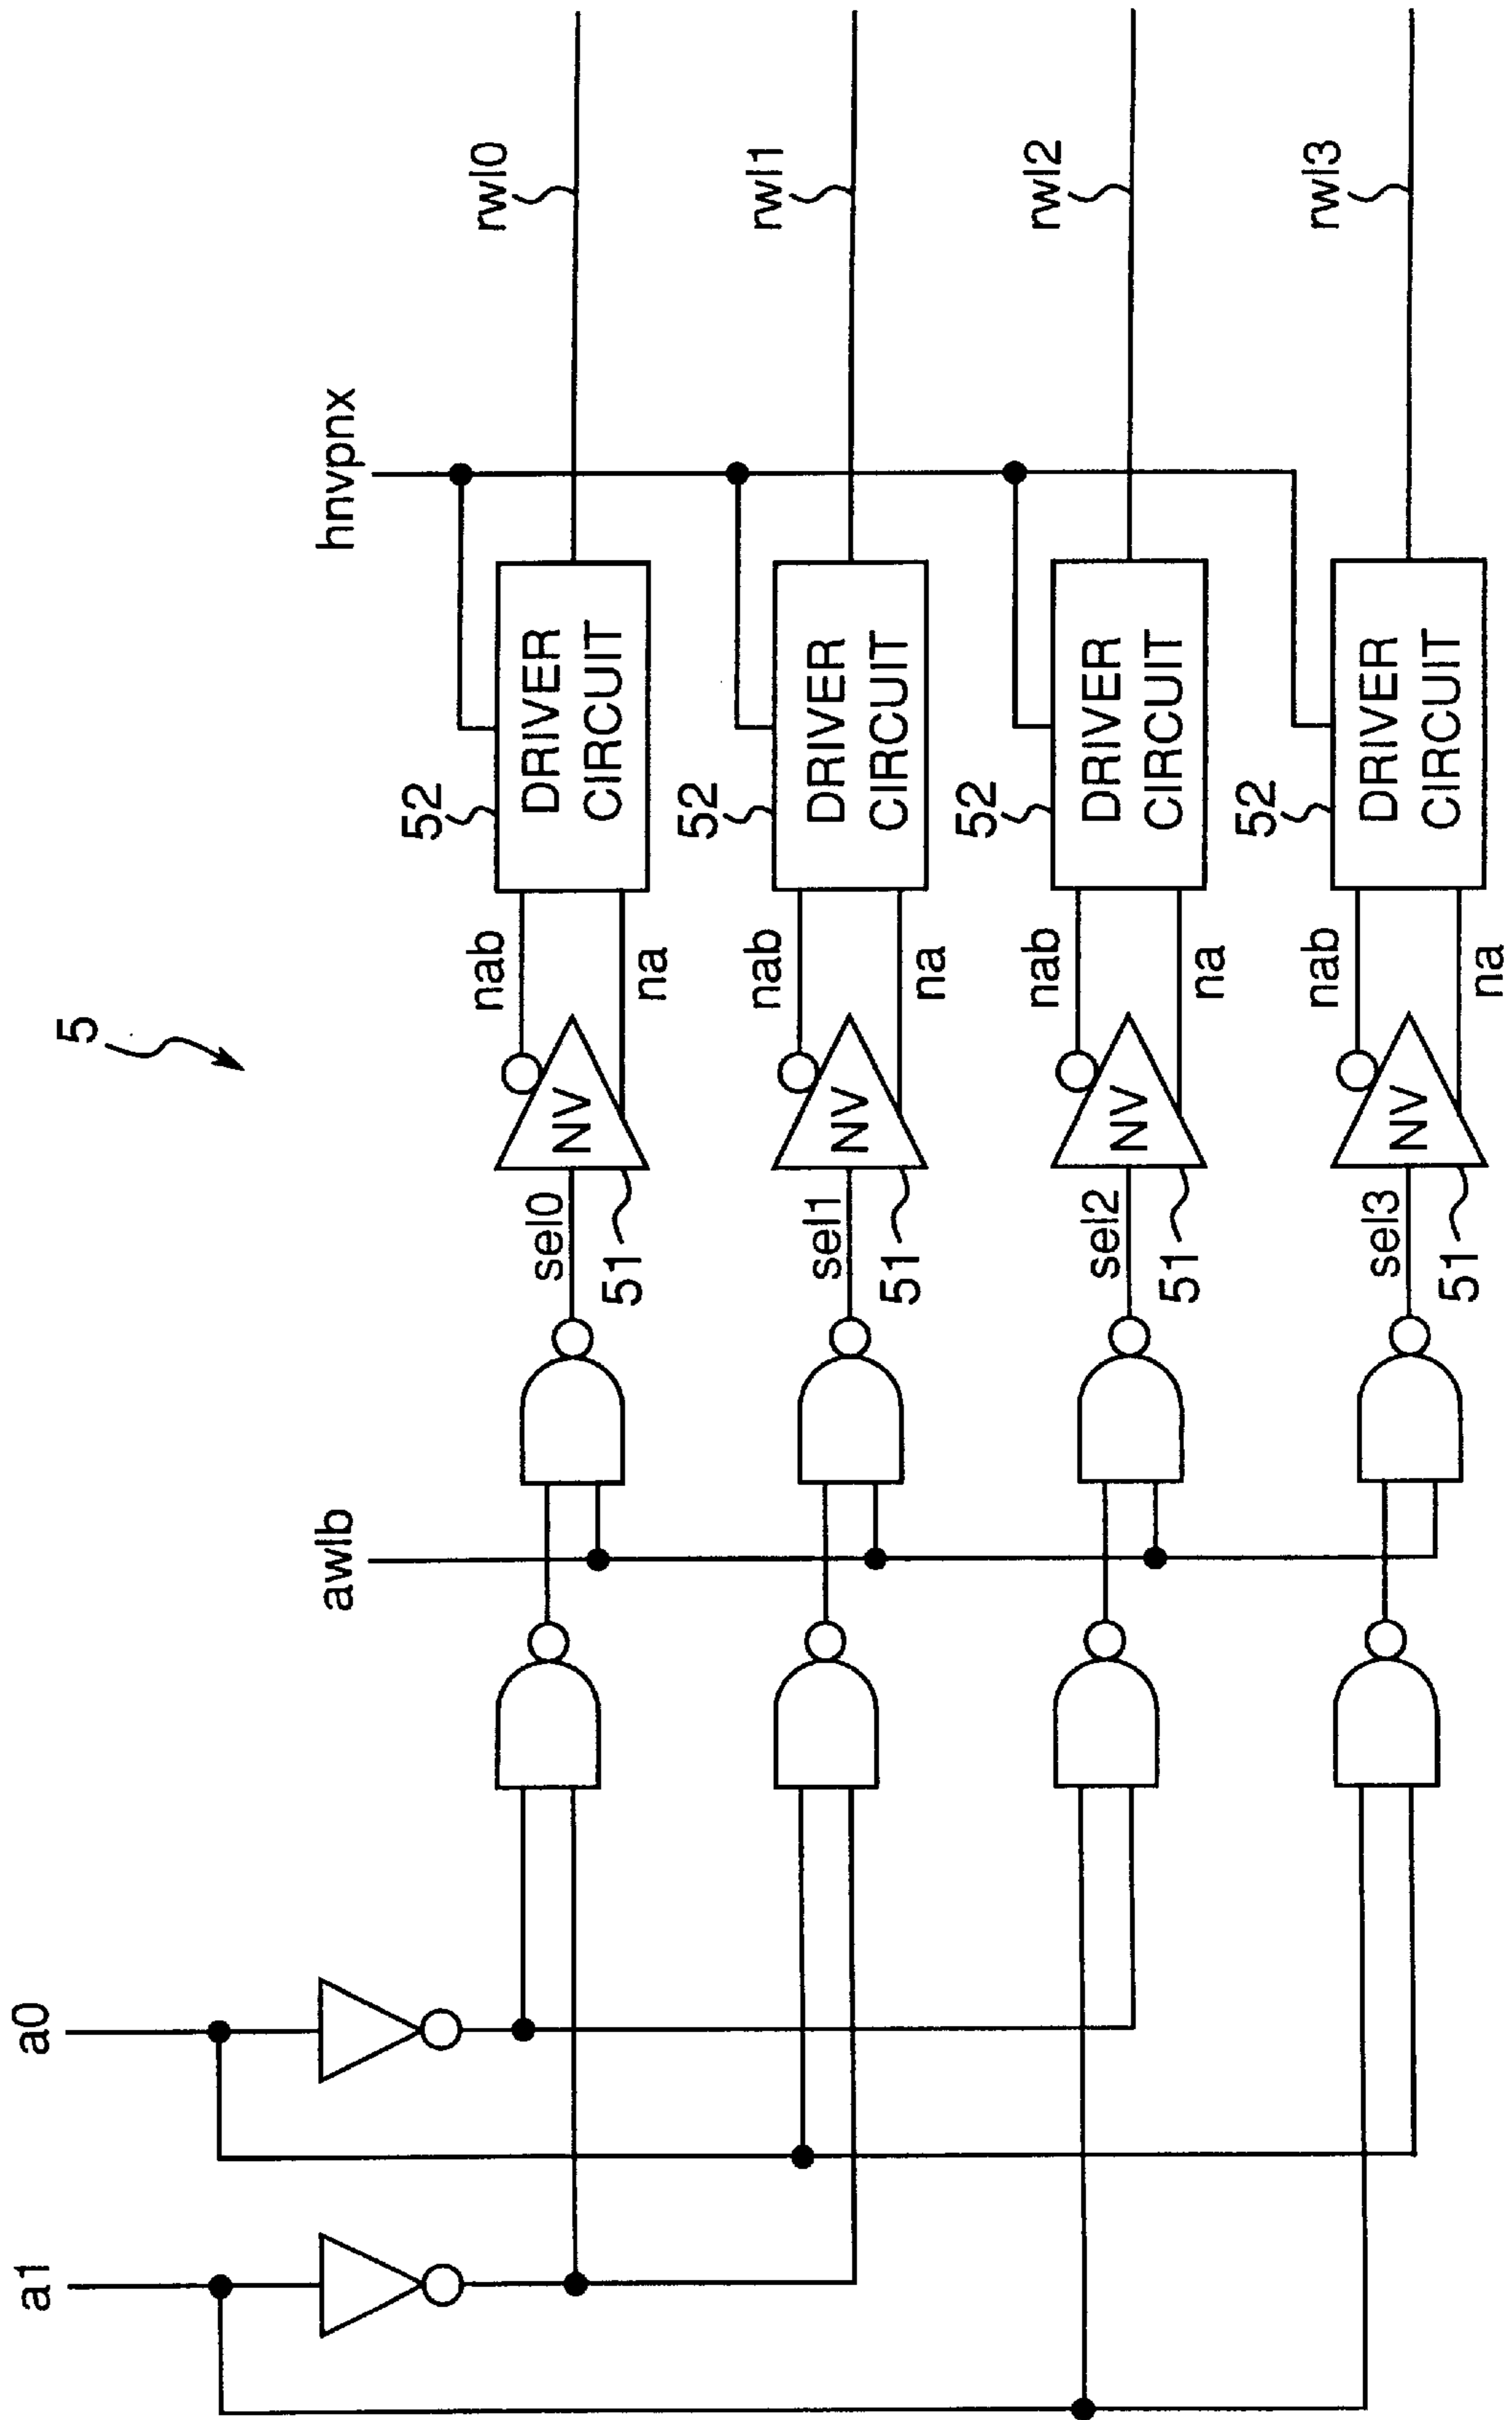 5
a1
a0
awlb
hnvpnx
sel0
51
NV
nab
na
52
DRIVER
CIRCUIT
rwl0
sel1
51
NV
nab
na
52
DRIVER
CIRCUIT
rwl1
sel2
51
NV
nab
na
52
DRIVER
CIRCUIT
rwl2
sel3
51
NV
nab
na
52
DRIVER
CIRCUIT
rwl3